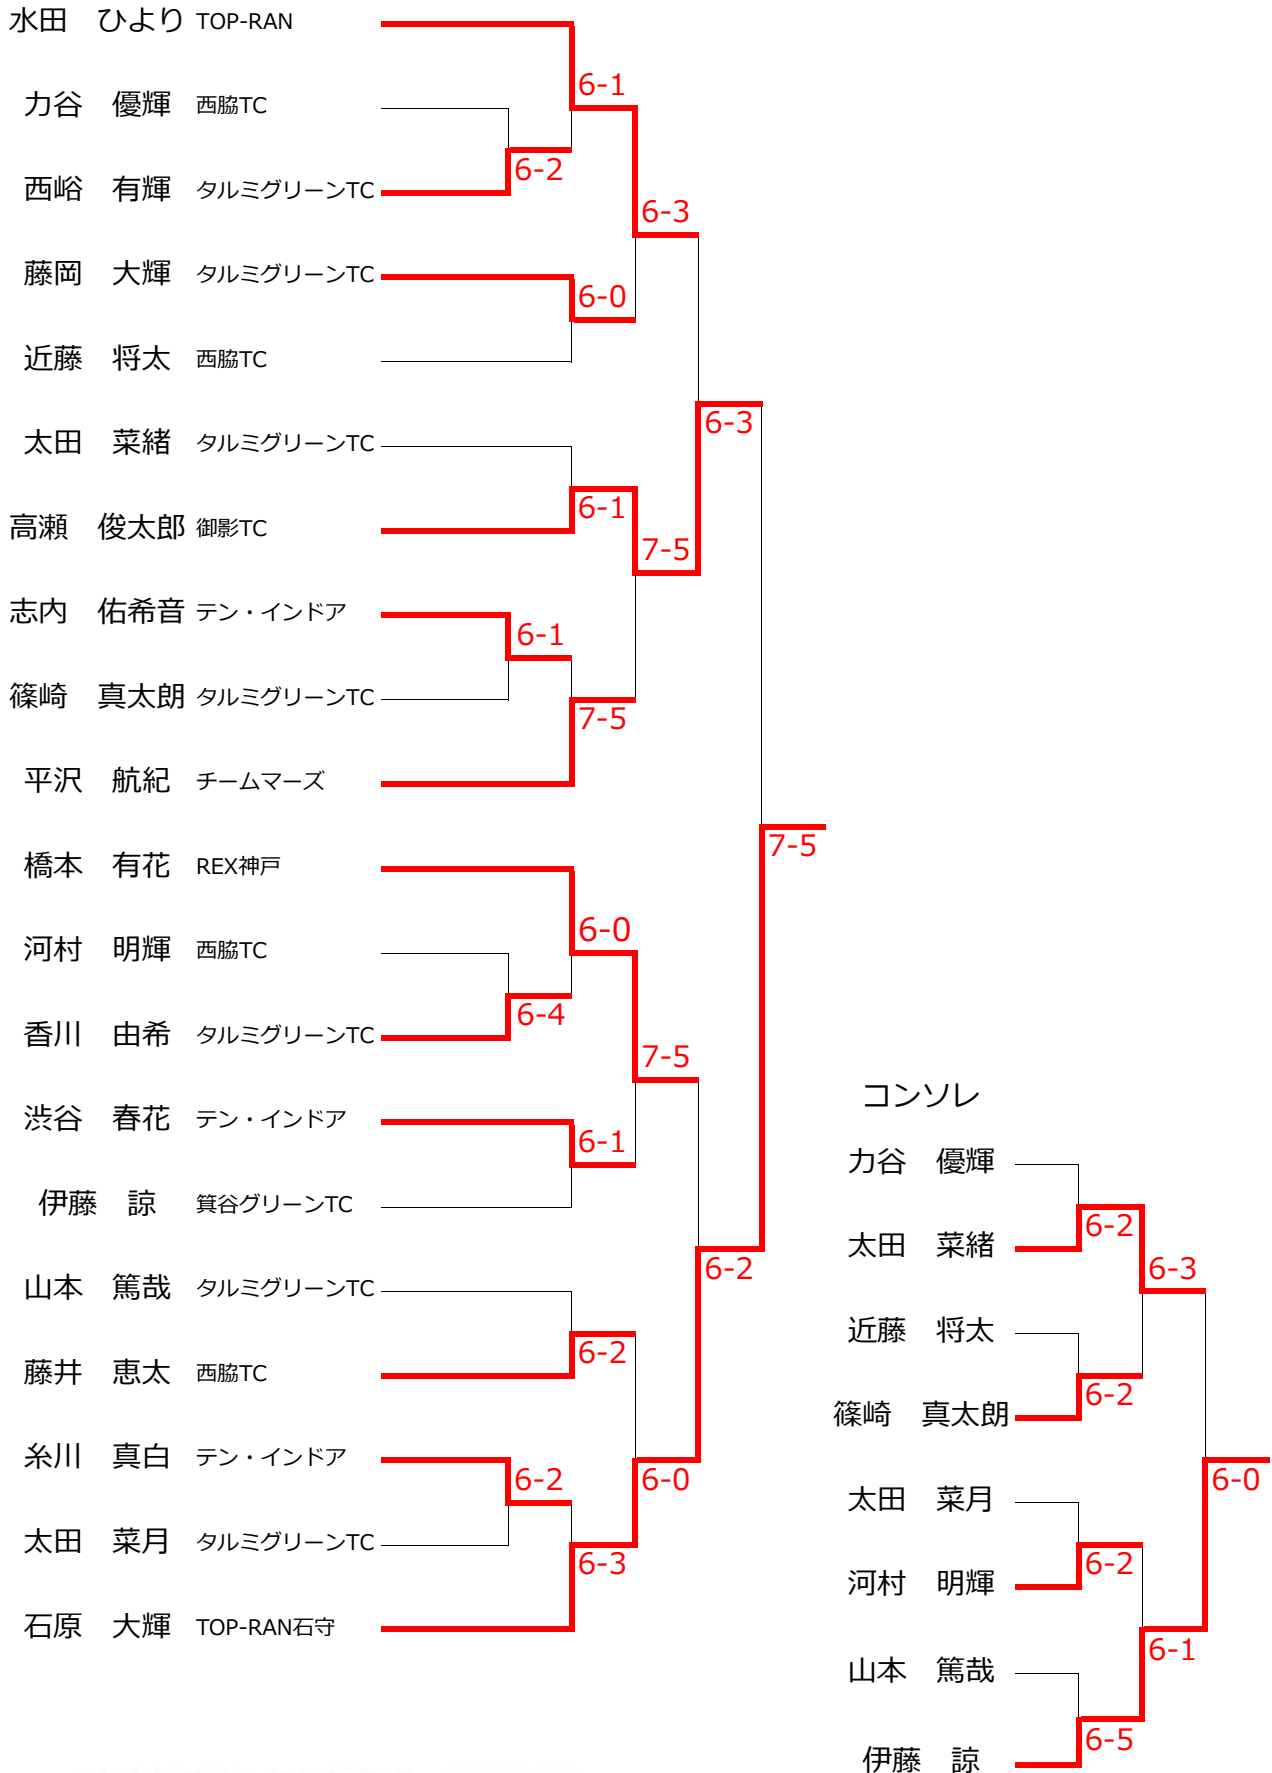 水田　ひより TOP-RAN
6-1
力谷　優輝 西脇TC
6-2
西峪　有輝 タルミグリーンTC
6-3
藤岡　大輝 タルミグリーンTC
6-0
近藤　将太 西脇TC
6-3
太田　菜緒 タルミグリーンTC
6-1
高瀬　俊太郎 御影TC
7-5
志内　佑希音 テン・インドア
6-1
篠崎　真太朗 タルミグリーンTC
7-5
平沢　航紀 チームマーズ
7-5
橋本　有花 REX神戸
6-0
河村　明輝 西脇TC
6-4
香川　由希 タルミグリーンTC
7-5
渋谷　春花 テン・インドア
6-1
伊藤　諒 箕谷グリーンTC
6-2
山本　篤哉 タルミグリーンTC
6-2
藤井　恵太 西脇TC
糸川　真白 テン・インドア
6-2
6-0
太田　菜月 タルミグリーンTC
6-3
石原　大輝 TOP-RAN石守
コンソレ
力谷　優輝
6-2
太田　菜緒
6-3
近藤　将太
6-2
篠崎　真太朗
6-0
太田　菜月
6-2
河村　明輝
6-1
山本　篤哉
6-5
伊藤　諒